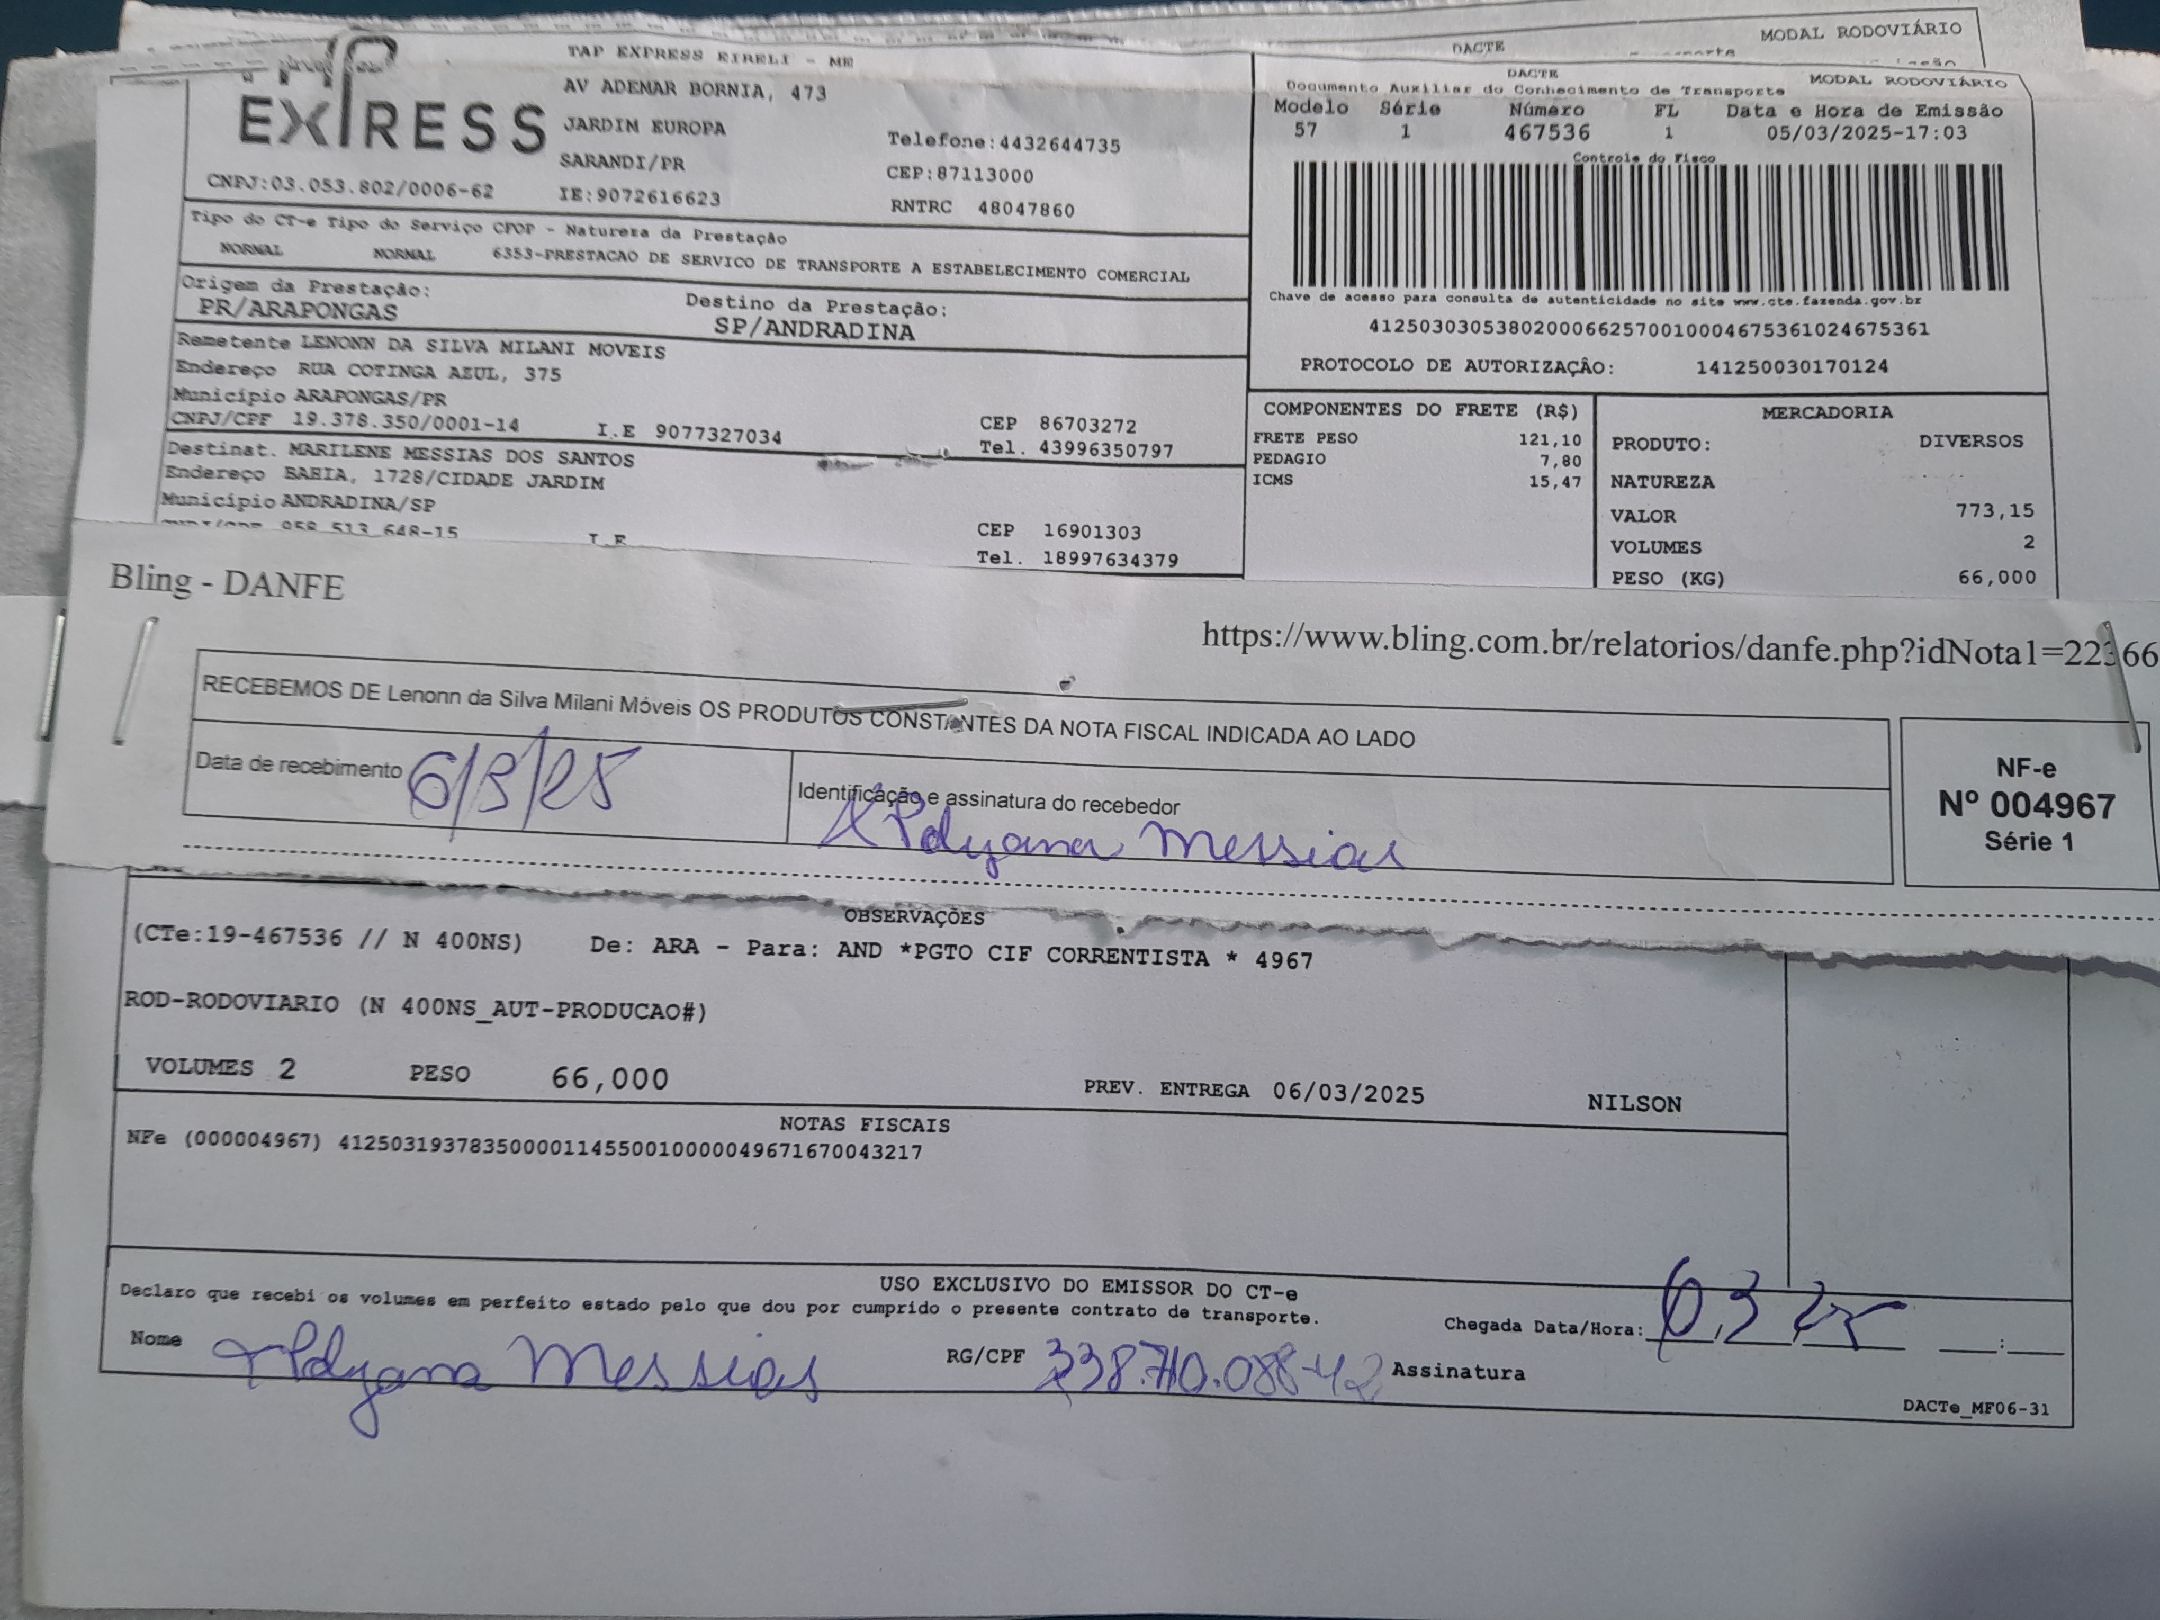 DACTE
MODAL RODOVIÁRIO
TAP EXPRESS EIRELI - ME
EXPRESS
AV ADEMAR BORNIA, 473
JARDIM EUROPA
Telefone:4432644735
SARANDI/PR
CEP:87113000
CNPJ:03.053.802/0006-62
IE:9072616623
RNTRC 48047860
DACTE
MODAL RODOVIÁRIO
Documento Auxiliar do Conhecimento de Transporte
Modelo Série Número FL Data e Hora de Emissão
57 1 467536 1 05/03/2025-17:03
Controle do Fisco
Tipo do CT-e Tipo do Serviço CFOP - Natureza da Prestação
NORMAL NORMAL 6353-PRESTACAO DE SERVICO DE TRANSPORTE A ESTABELECIMENTO COMERCIAL
Origem da Prestação:
PR/ARAPONGAS
Destino da Prestação:
SP/ANDRADINA
Chave de acesso para consulta de autenticidade no site www.cte.fazenda.gov.br
41250303053802000662570010004675361024675361
PROTOCOLO DE AUTORIZAÇÃO: 141250030170124
Remetente LENONN DA SILVA MILANI MOVEIS
Endereço RUA COTINGA AZUL, 375
Município ARAPONGAS/PR
CEP 86703272
CNPJ/CPF 19.378.350/0001-14 I.E 9077327034
Tel. 43996350797
Destinat. MARILENE MESSIAS DOS SANTOS
Endereço BAHIA, 1728/CIDADE JARDIM
Município ANDRADINA/SP
CEP 16901303
958.513.648-15 I.E
Tel. 18997634379
COMPONENTES DO FRETE (R$)
FRETE PESO 121,10
PEDAGIO 7,80
ICMS 15,47
MERCADORIA
PRODUTO: DIVERSOS
NATUREZA
VALOR 773,15
VOLUMES 2
PESO (KG) 66,000
Bling - DANFE
https://www.bling.com.br/relatorios/danfe.php?idNota1=22366
RECEBEMOS DE Lenonn da Silva Milani Móveis OS PRODUTOS CONSTANTES DA NOTA FISCAL INDICADA AO LADO
Data de recebimento 6/3/25
Identificação e assinatura do recebedor
X Polyana Messias
NF-e
Nº 004967
Série 1
OBSERVAÇÕES
(CTe:19-467536 // N 400NS) De: ARA - Para: AND *PGTO CIF CORRENTISTA * 4967
ROD-RODOVIARIO (N 400NS_AUT-PRODUCAO#)
VOLUMES 2 PESO 66,000 PREV. ENTREGA 06/03/2025 NILSON
NOTAS FISCAIS
NFe (000004967) 41250319378350000114550010000049671670043217
USO EXCLUSIVO DO EMISSOR DO CT-e
Declaro que recebi os volumes em perfeito estado pelo que dou por cumprido o presente contrato de transporte.
Chegada Data/Hora: 6/3/25 :
Nome X Polyana Messias RG/CPF 338.710.088-42 Assinatura
DACTe_MF06-31